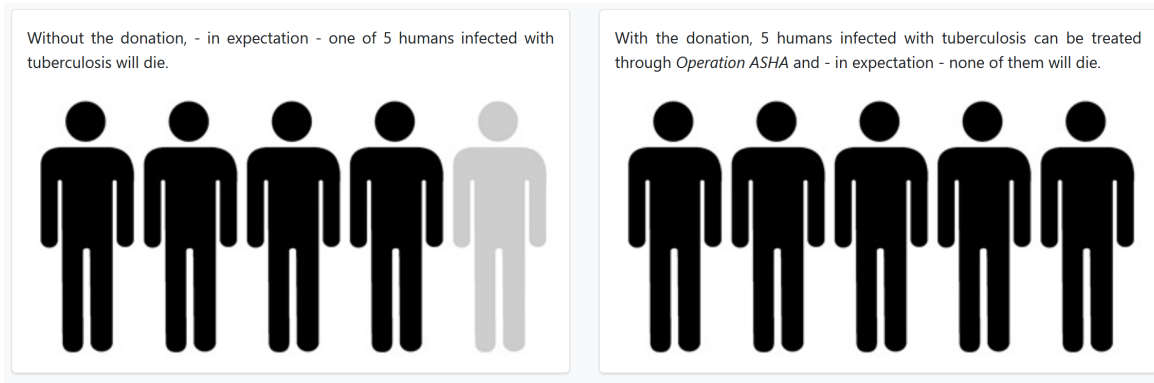 Without the donation, - in expectation - one of 5 humans infected with
tuberculosis will die.
With the donation, 5 humans infected with tuberculosis can be treated
through Operation ASHA and - in expectation - none of them will die.